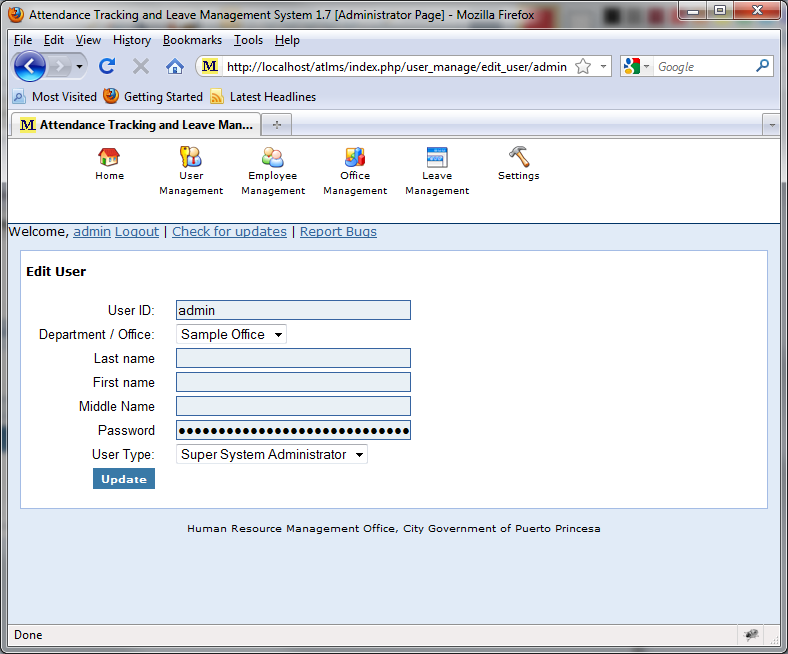 Attendance Tracking and Leave Management System 1.7 [Administrator Page] - Mozilla Firefox
File Edit View History Bookmarks Tools Help
M http://localhost/atlms/index.php/user_manage/edit_user/admin Google
Most Visited Getting Started Latest Headlines
M Attendance Tracking and Leave Man...
Home User Management Employee Management Office Management Leave Management Settings
Welcome, admin Logout | Check for updates | Report Bugs
Edit User
User ID: admin
Department / Office: Sample Office
Last name
First name
Middle Name
Password ●●●●●●●●●●●●●●●●●●●●●●●●●●●●●
User Type: Super System Administrator
Update
Human Resource Management Office, City Government of Puerto Princesa
Done